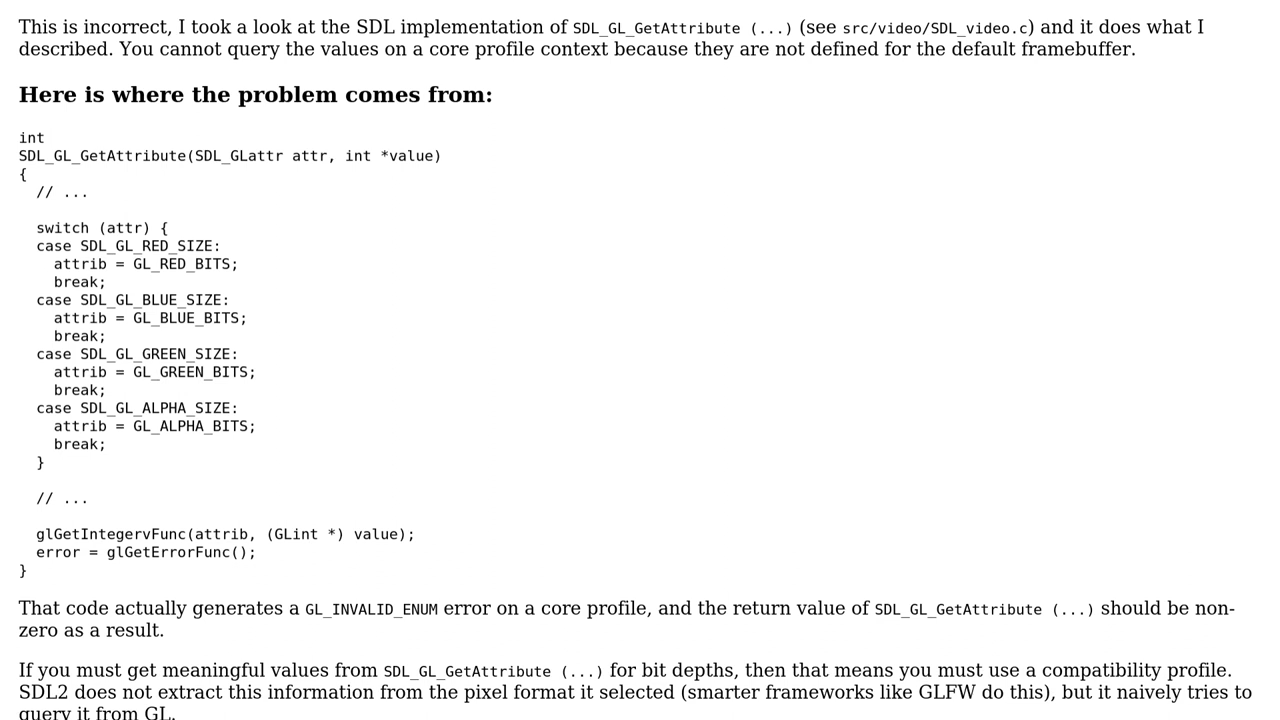 This is incorrect, I took a look at the SDL implementation of SDL_GL_GetAttribute (...) (see src/video/SDL_video.c) and it does what I
described. You cannot query the values on a core profile context because they are not defined for the default framebuffer.
Here is where the problem comes from:
int
SDL_GL_GetAttribute(SDL_GLattr attr, int *value)
{
  // ...
  switch (attr) {
  case SDL_GL_RED_SIZE:
    attrib = GL_RED_BITS;
    break;
  case SDL_GL_BLUE_SIZE:
    attrib = GL_BLUE_BITS;
    break;
  case SDL_GL_GREEN_SIZE:
    attrib = GL_GREEN_BITS;
    break;
  case SDL_GL_ALPHA_SIZE:
    attrib = GL_ALPHA_BITS;
    break;
  }
  // ...
  glGetIntegervFunc(attrib, (GLint *) value);
  error = glGetErrorFunc();
}
That code actually generates a GL_INVALID_ENUM error on a core profile, and the return value of SDL_GL_GetAttribute (...) should be non-
zero as a result.
If you must get meaningful values from SDL_GL_GetAttribute (...) for bit depths, then that means you must use a compatibility profile.
SDL2 does not extract this information from the pixel format it selected (smarter frameworks like GLFW do this), but it naively tries to
query it from GL.